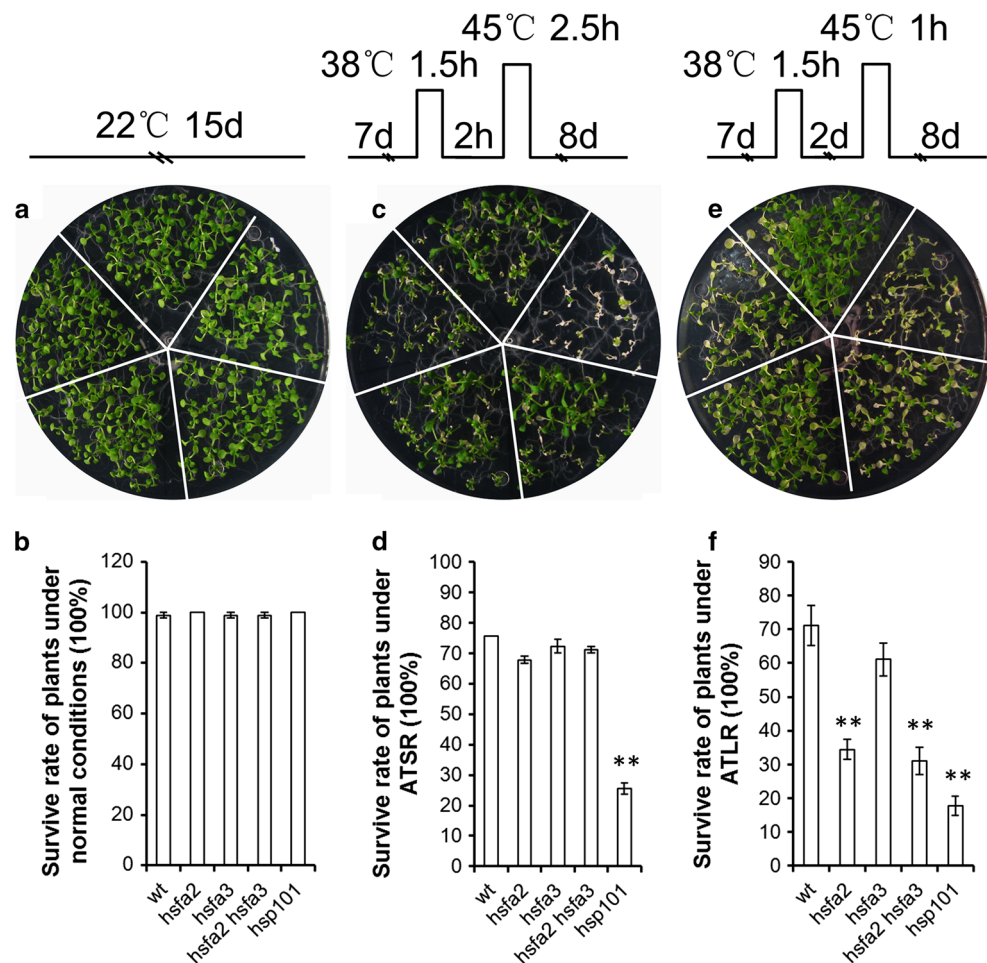 22℃ 15d
38℃ 1.5h
45℃ 2.5h
7d
2h
8d
38℃ 1.5h
45℃ 1h
7d
2d
8d
a
c
e
b
Survive rate of plants under
normal conditions (100%)
120
100
80
60
40
20
0
wt
hsfa2
hsfa3
hsfa2 hsfa3
hsp101
d
Survive rate of plants under
ATSR (100%)
100
90
80
70
60
50
40
30
20
10
0
**
wt
hsfa2
hsfa3
hsfa2 hsfa3
hsp101
f
Survive rate of plants under
ATLR (100%)
90
80
70
60
50
40
30
20
10
0
**
**
**
wt
hsfa2
hsfa3
hsfa2 hsfa3
hsp101